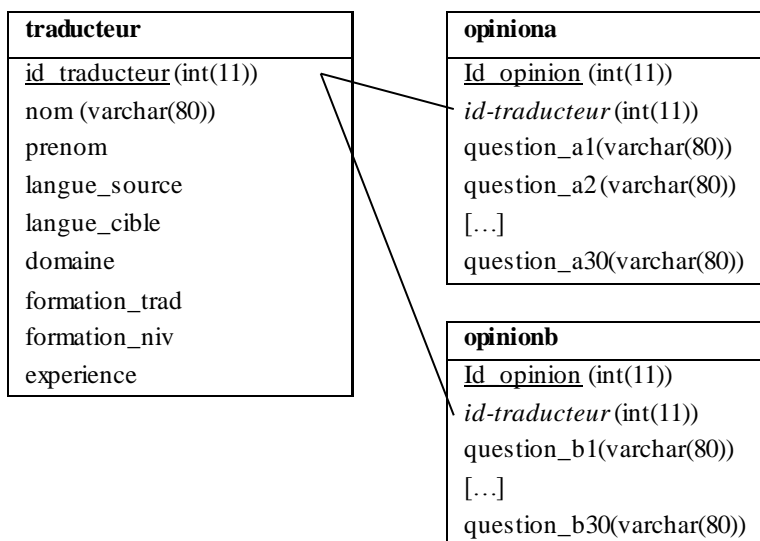 traducteur
id_traducteur (int(11))
nom (varchar(80))
prenom
langue_source
langue_cible
domaine
formation_trad
formation_niv
experience
opiniona
Id_opinion (int(11))
id-traducteur (int(11))
question_a1(varchar(80))
question_a2 (varchar(80))
[…]
question_a30(varchar(80))
opinionb
Id_opinion (int(11))
id-traducteur (int(11))
question_b1(varchar(80))
[…]
question_b30(varchar(80))